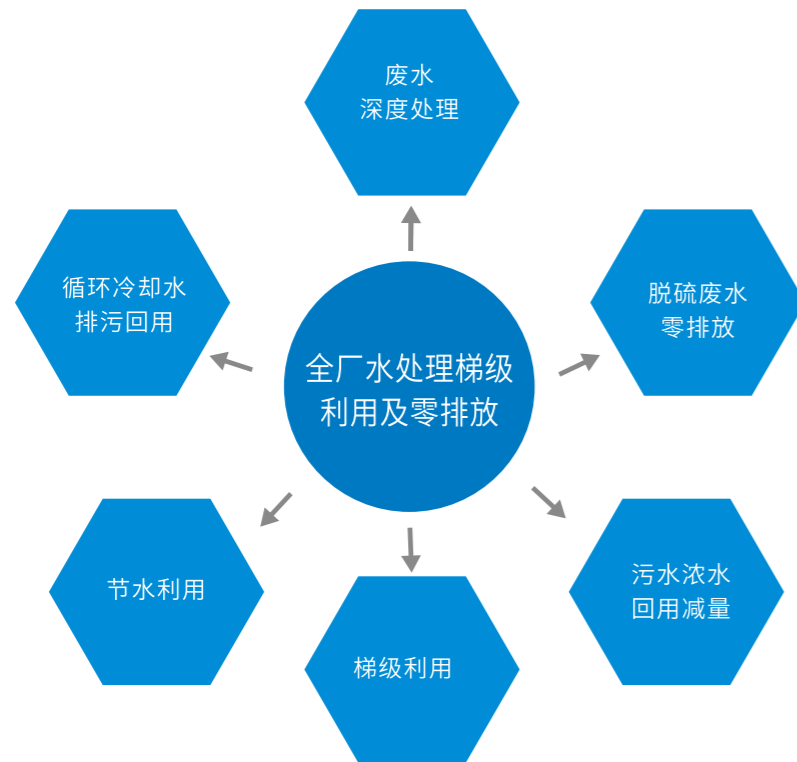 废水
深度处理
循环冷却水
排污回用
脱硫废水
零排放
全厂水处理梯级
利用及零排放
节水利用
污水浓水
回用减量
梯级利用